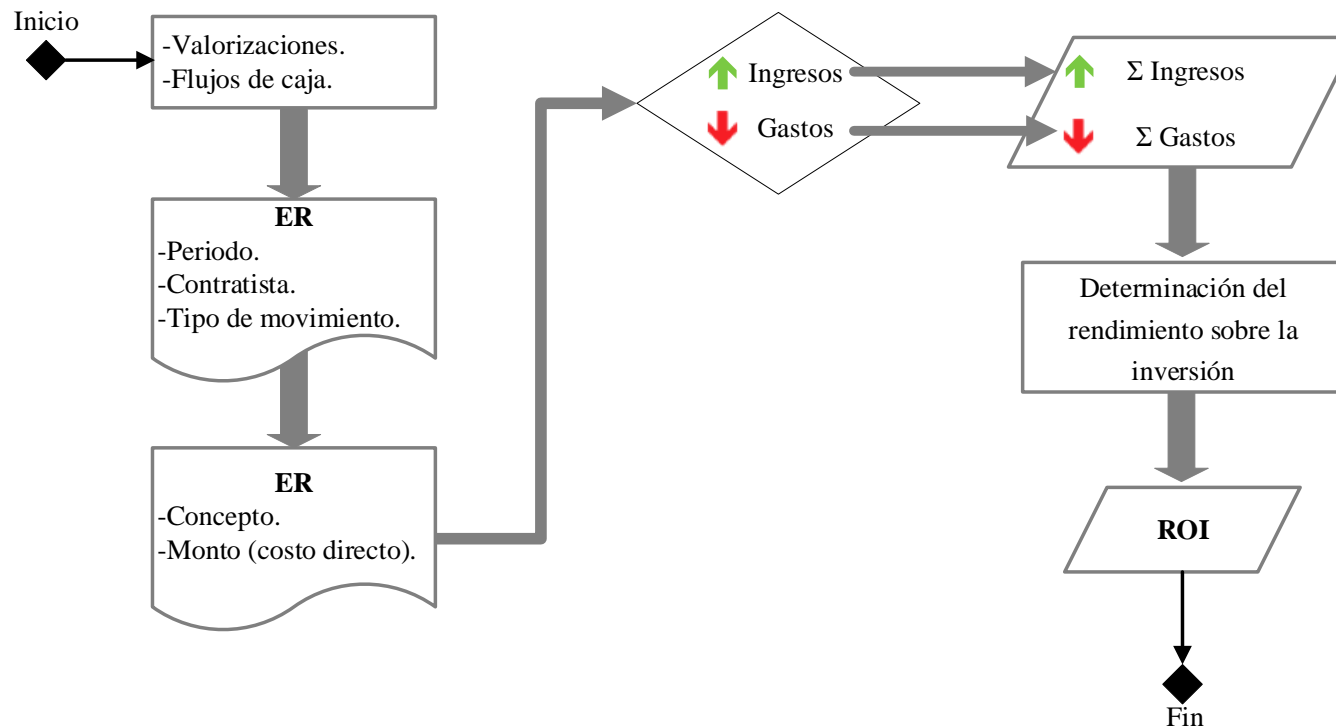 Inicio
-Valorizaciones.
-Flujos de caja.
ER
-Periodo.
-Contratista.
-Tipo de movimiento.
ER
-Concepto.
-Monto (costo directo).
Ingresos
Gastos
Σ Ingresos
Σ Gastos
Determinación del
rendimiento sobre la
inversión
ROI
Fin